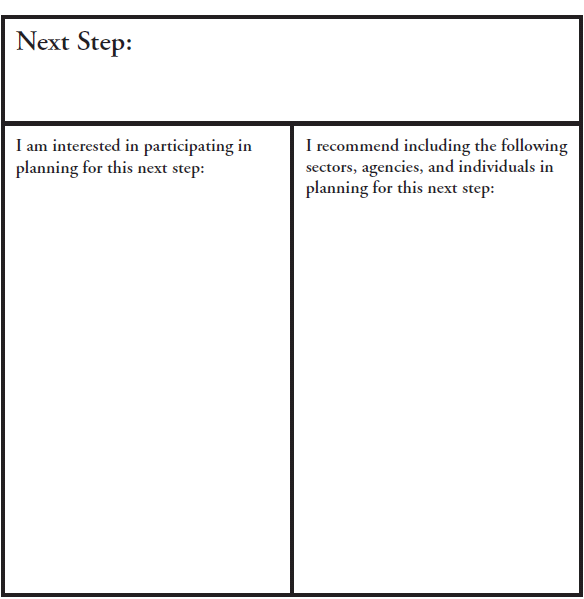 Next Step:
I am interested in participating in
planning for this next step:
I recommend including the following
sectors, agencies, and individuals in
planning for this next step: